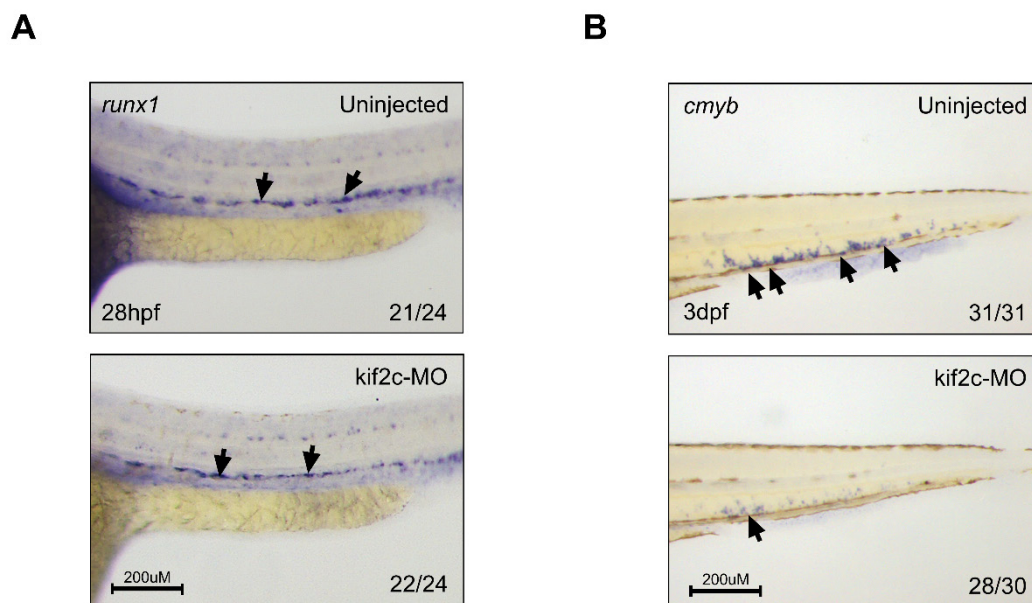 A
runx1
Uninjected
28hpf
21/24
kif2c-MO
200uM
22/24
B
cmyb
Uninjected
3dpf
31/31
kif2c-MO
200uM
28/30